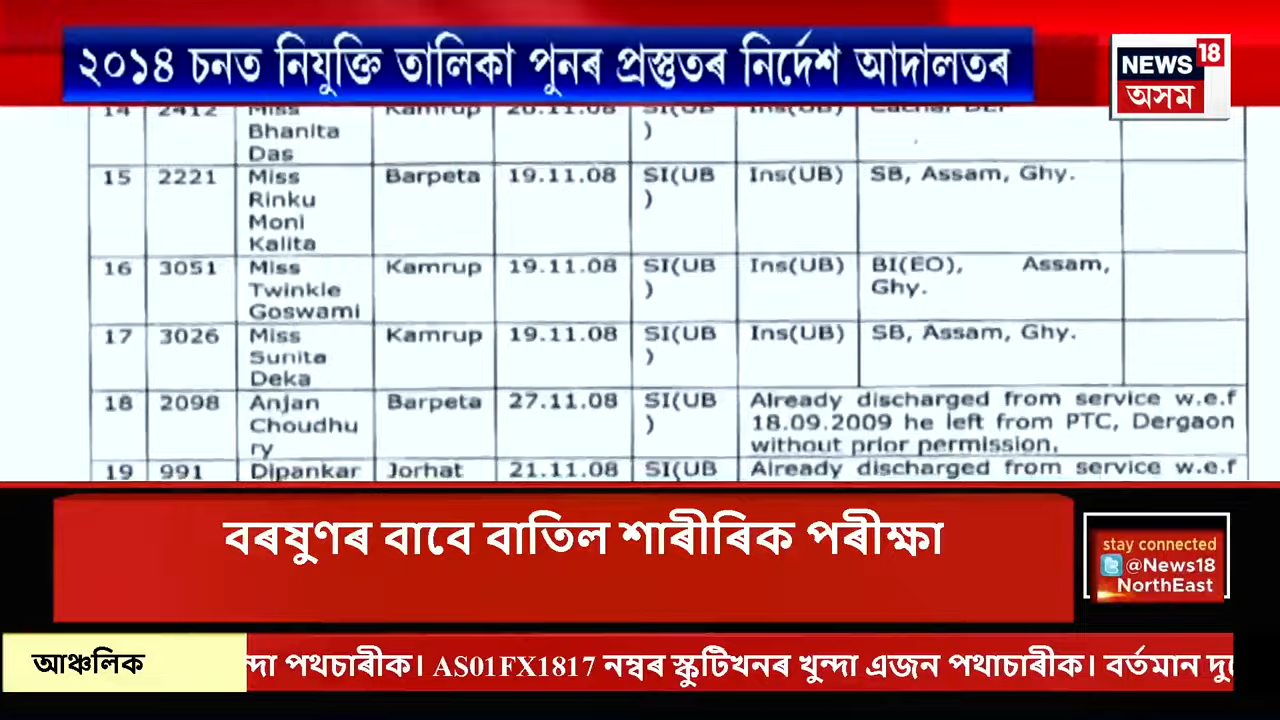 ২০১৪ চনত নিযুক্তি তালিকা পুনৰ প্ৰস্তুতৰ নিৰ্দেশ আদালতৰ
NEWS 18
অসম
14 2412 Miss Kamrup 20.11.08 SI(UB Ins(UB) Cachar DEF
Bhanita )
Das
15 2221 Miss Barpeta 19.11.08 SI(UB Ins(UB) SB, Assam, Ghy.
Rinku )
Moni
Kalita
16 3051 Miss Kamrup 19.11.08 SI(UB Ins(UB) BI(EO), Assam,
Twinkle ) Ghy.
Goswami
17 3026 Miss Kamrup 19.11.08 SI(UB Ins(UB) SB, Assam, Ghy.
Sunita )
Deka
18 2098 Anjan Barpeta 27.11.08 SI(UB Already discharged from service w.e.f
Choudhu ) 18.09.2009 he left from PTC, Dergaon
ry without prior permission.
19 991 Dipankar Jorhat 21.11.08 SI(UB Already discharged from service w.e.f
বৰষুণৰ বাবে বাতিল শাৰীৰিক পৰীক্ষা
stay connected
@News18
NorthEast
আঞ্চলিক
ন্দা পথচাৰীক। AS01FX1817 নম্বৰ স্কুটিখনৰ খুন্দা এজন পথাচাৰীক। বৰ্তমান